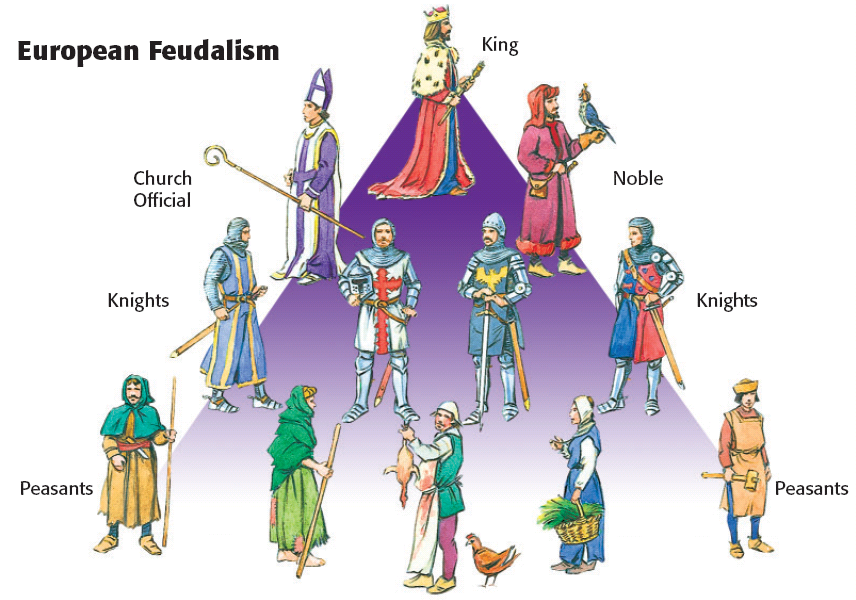 European Feudalism
King
Church
Official
Noble
Knights
Knights
Peasants
Peasants